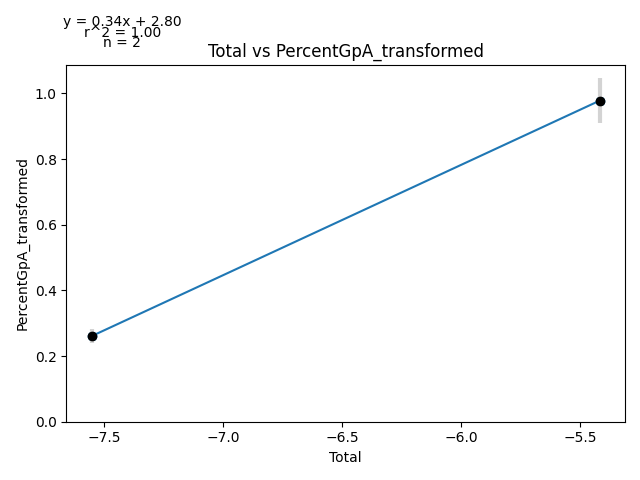 y = 0.34x + 2.80
r^2 = 1.00
n = 2
Total vs PercentGpA_transformed
PercentGpA_transformed
1.0
0.8
0.6
0.4
0.2
0.0
−7.5
−7.0
−6.5
−6.0
−5.5
Total